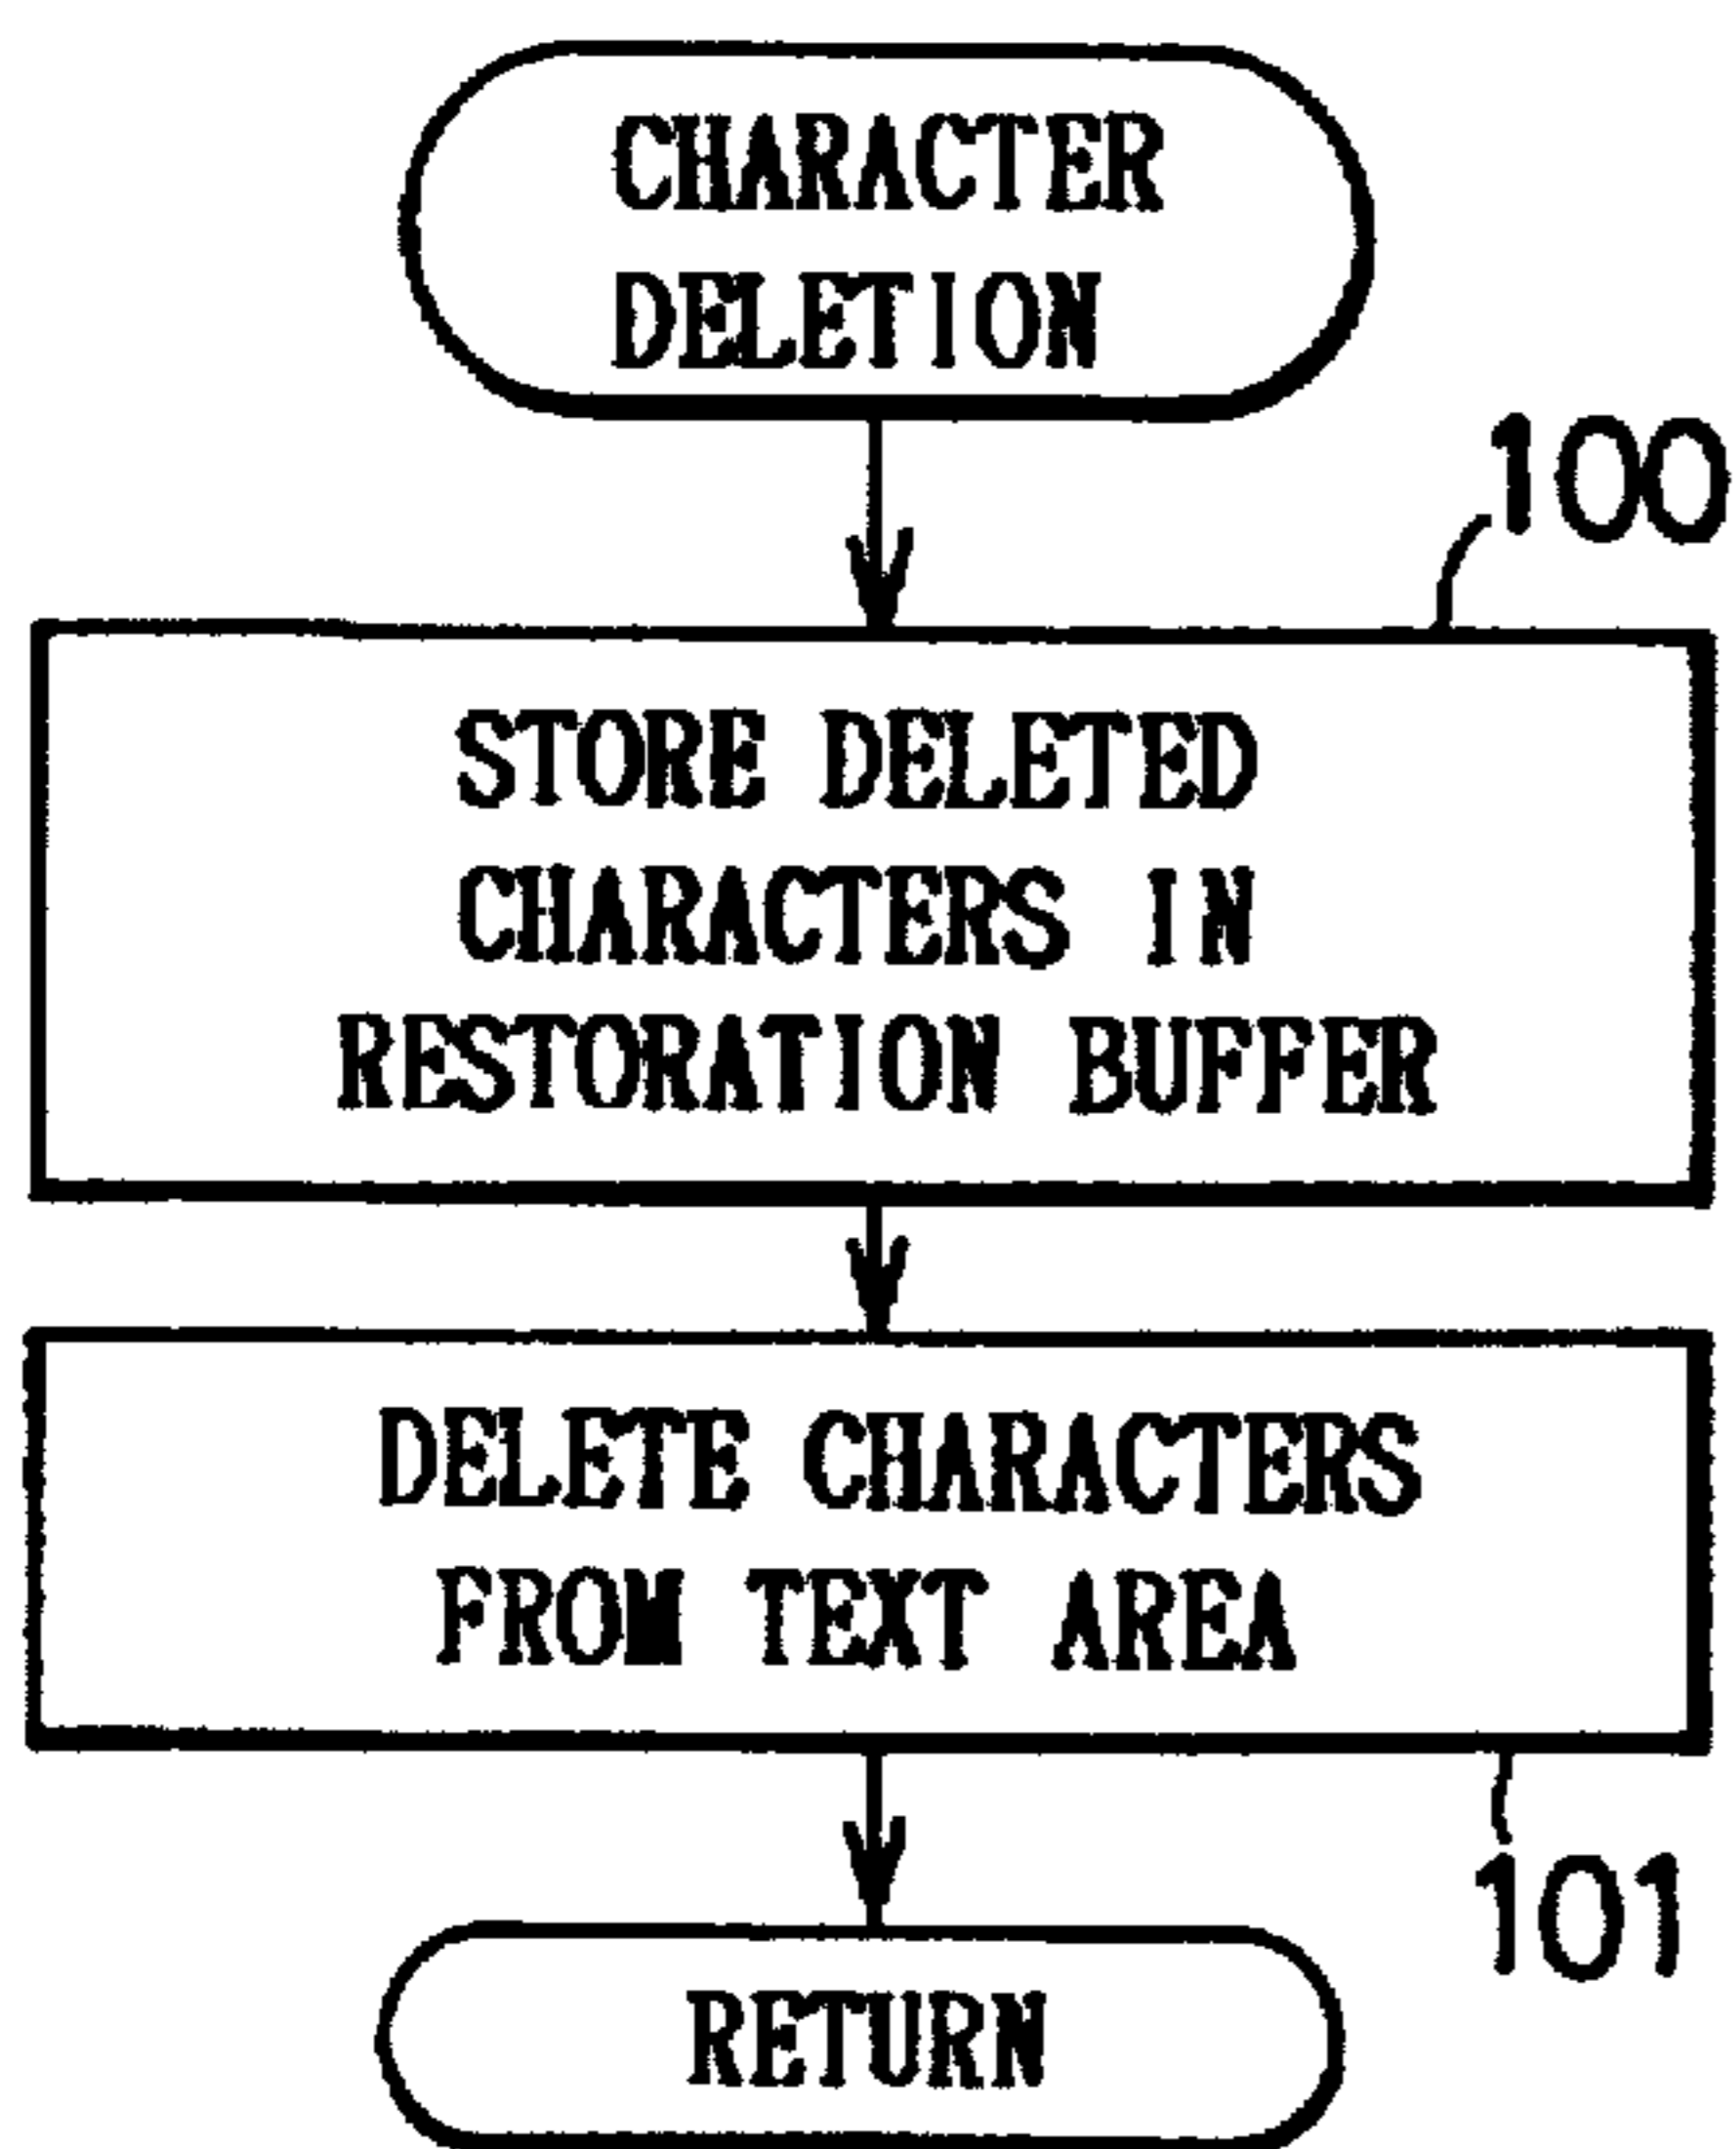 CHARACTER
DELETION
100
STORE DELETED
CHARACTERS IN
RESTORATION BUFFER
DELETE CHARACTERS
FROM TEXT AREA
101
RETURN